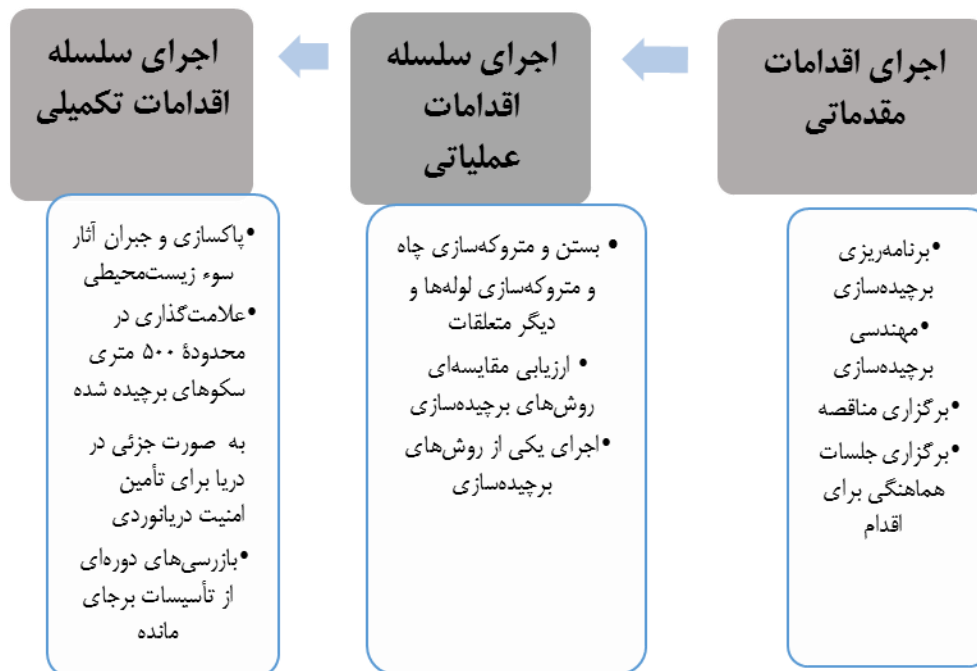 اجرای اقدامات
مقدماتی
•برنامه‌ریزی
برچیده‌سازی
•مهندسی
برچیده‌سازی
•برگزاری مناقصه
•برگزاری جلسات
هماهنگی برای
اقدام
اجرای سلسله
اقدامات
عملیاتی
• بستن و متروکه‌سازی چاه
و متروکه‌سازی لوله‌ها و
دیگر متعلقات
• ارزیابی مقایسه‌ای
روش‌های برچیده‌سازی
•اجرای یکی از روش‌های
برچیده‌سازی
اجرای سلسله
اقدامات تکمیلی
•پاکسازی و جبران آثار
سوء زیست‌محیطی
•علامت‌گذاری در
محدودۀ ۵۰۰ متری
سکوهای برچیده شده
به صورت جزئی در
دریا برای تأمین
امنیت دریانوردی
•بازرسی‌های دوره‌ای
از تأسیسات برجای
مانده